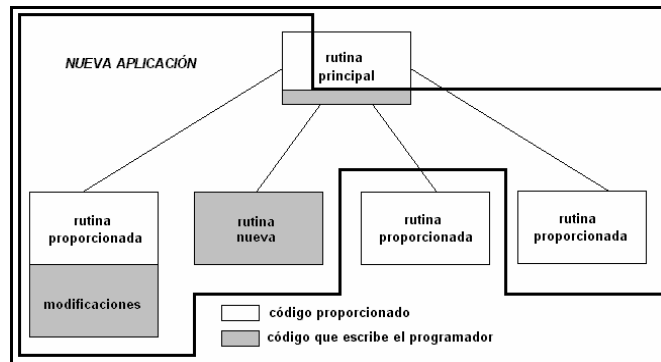 NUEVA APLICACIÓN
rutina
principal
rutina
proporcionada
modificaciones
rutina
nueva
rutina
proporcionada
rutina
proporcionada
código proporcionado
código que escribe el programador